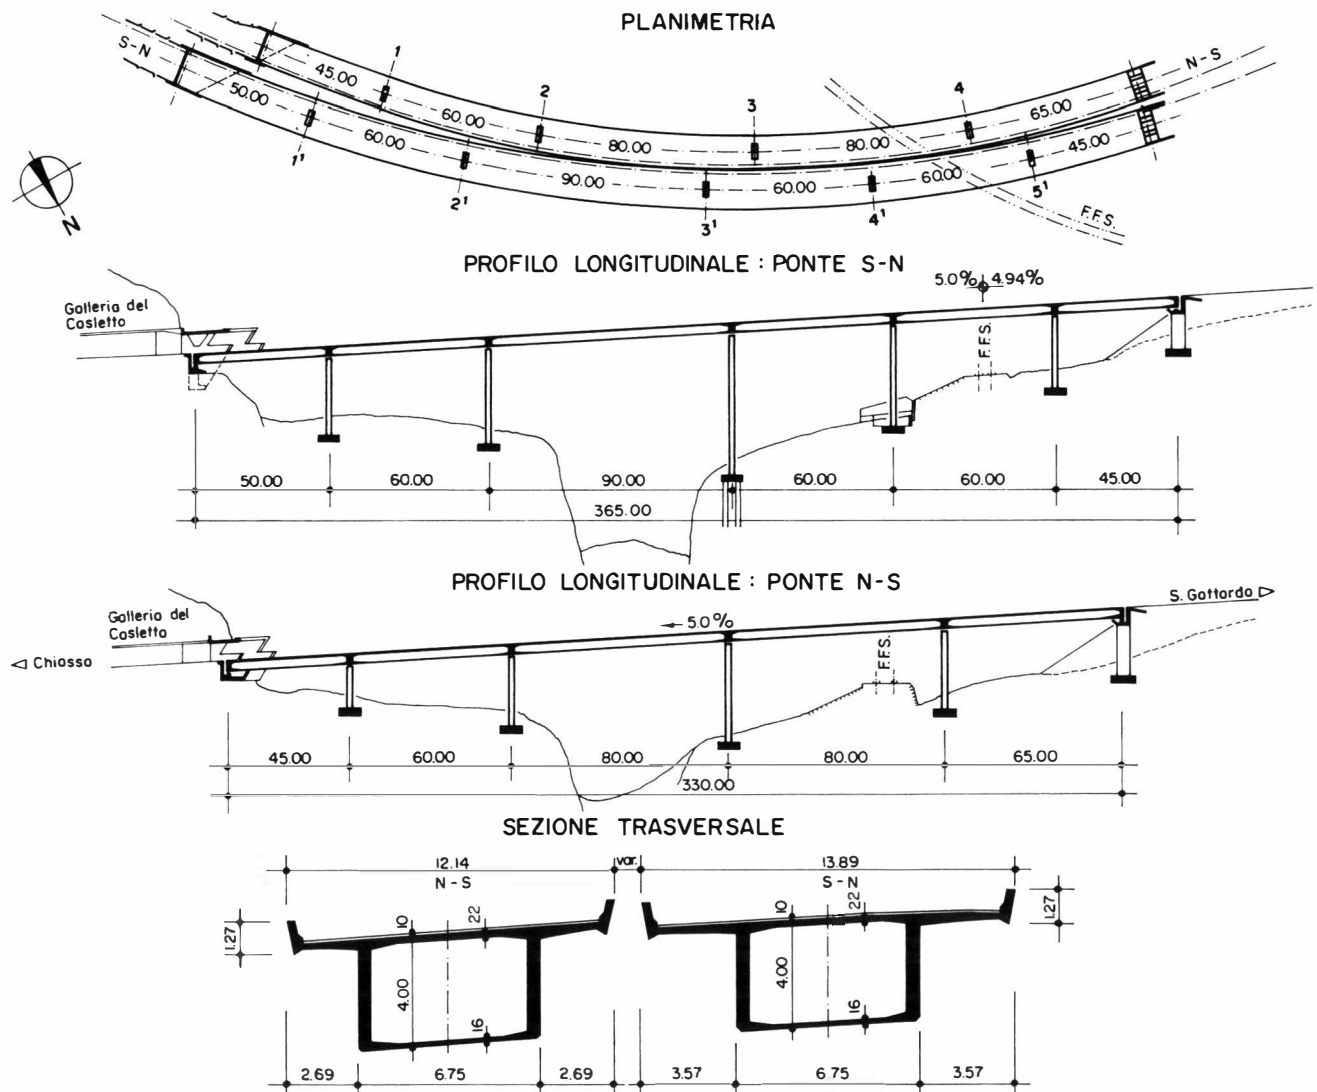 PLANIMETRIA
S-N
1
2
3
4
N-S
45.00
60.00
80.00
80.00
65.00
50.00
60.00
90.00
60.00
60.00
45.00
1'
2'
3'
4'
5'
F.F.S.
N
PROFILO LONGITUDINALE : PONTE S-N
5.0% 4.94%
Galleria del
Casletto
F.F.S.
50.00 60.00 90.00 60.00 60.00 45.00
365.00
PROFILO LONGITUDINALE : PONTE N-S
S. Gottardo
Galleria del
Casletto
5.0%
F.F.S.
Chiasso
45.00 60.00 80.00 80.00 65.00
330.00
SEZIONE TRASVERSALE
12.14 var. 13.89
N-S S-N
1.27 10 22 10 22 1.27
4.00 16 4.00 16
2.69 6.75 2.69 3.57 6.75 3.57